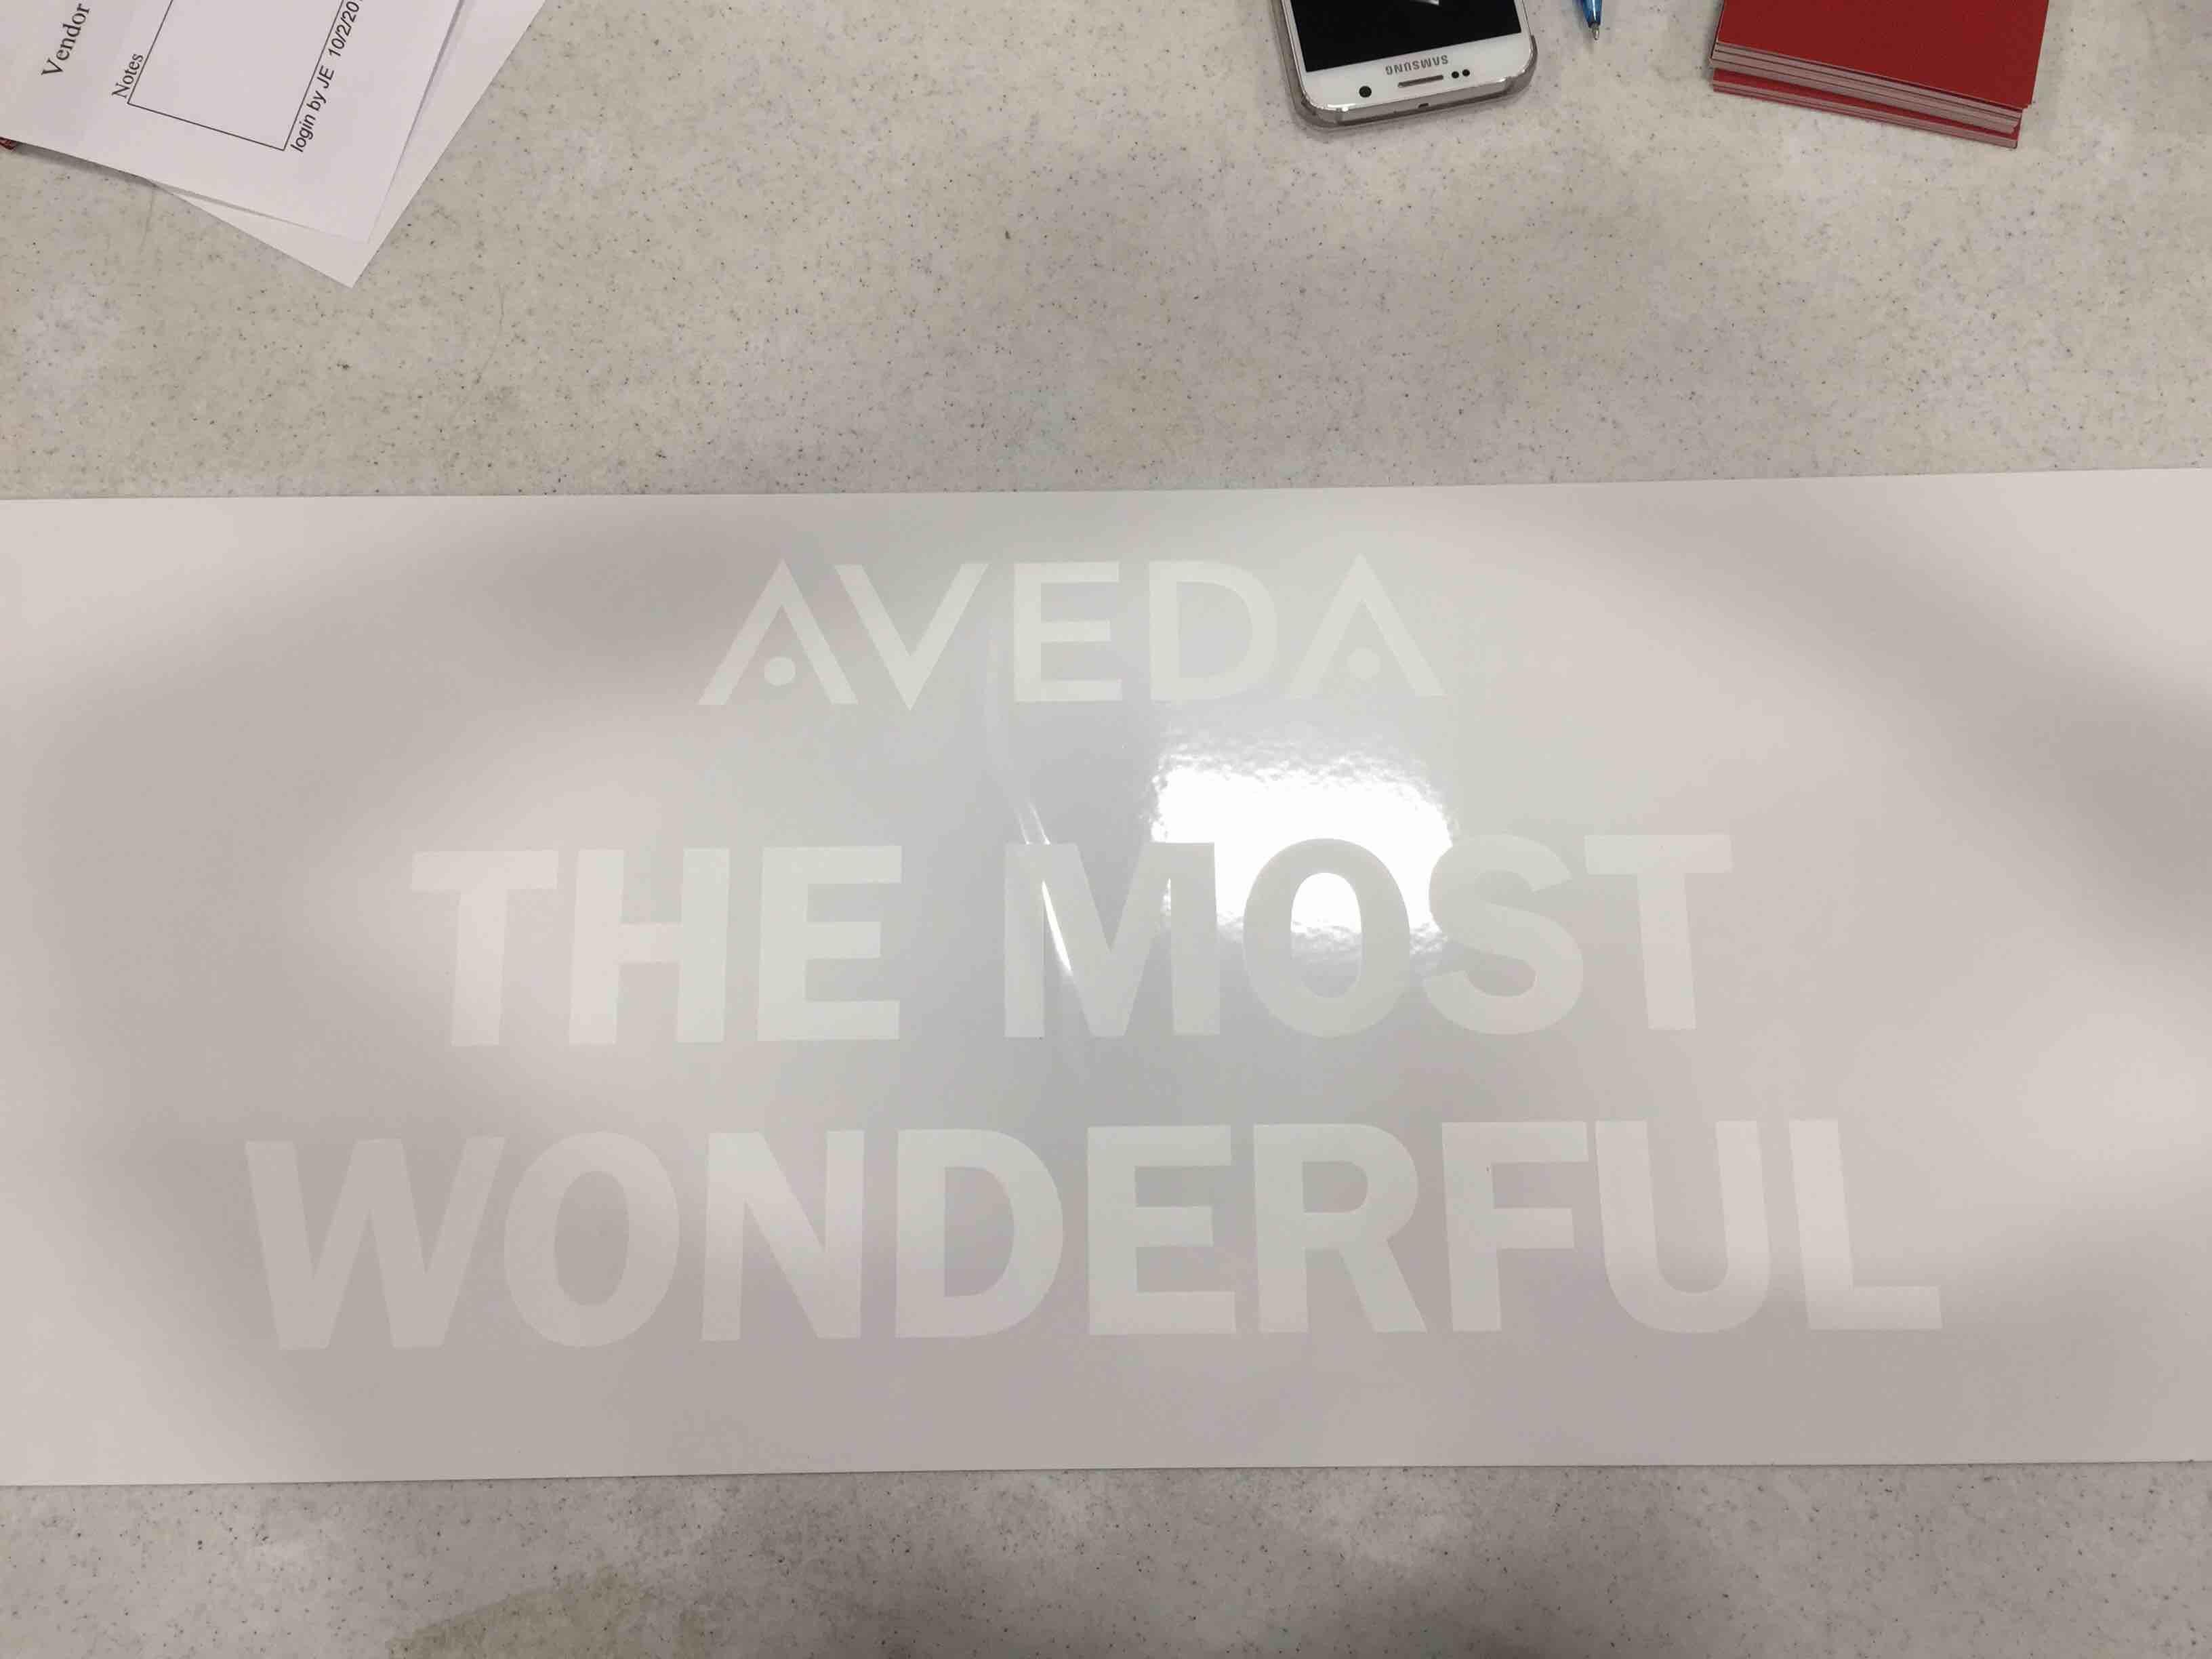 Vendor
Notes
login by JE 10/2/20
SAMSUNG
AVEDA
THE MOST
WONDERFUL